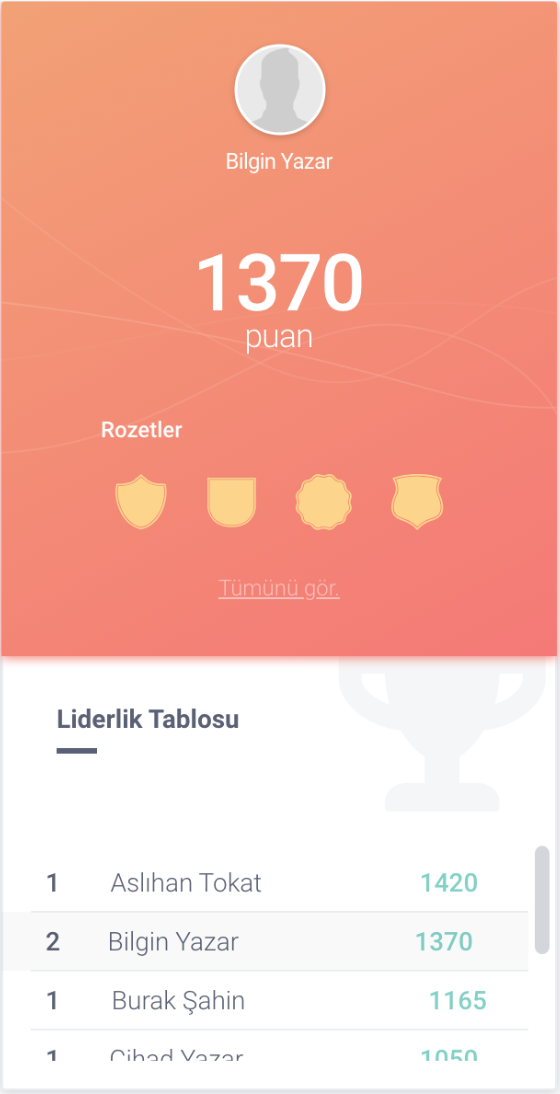 Bilgin Yazar
1370
puan
Rozetler
Tümünü gör.
Liderlik Tablosu
1 Aslıhan Tokat 1420
2 Bilgin Yazar 1370
1 Burak Şahin 1165
1 Cihad Yazar 1050